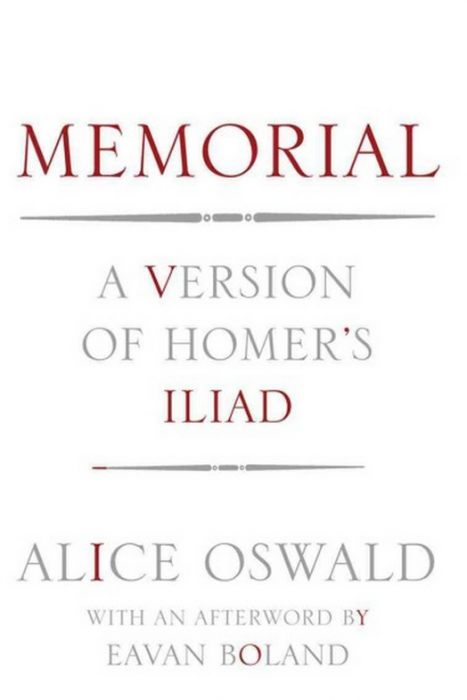 MEMORIAL
A VERSION
OF HOMER'S
ILIAD
ALICE OSWALD
WITH AN AFTERWORD BY
EAVAN BOLAND